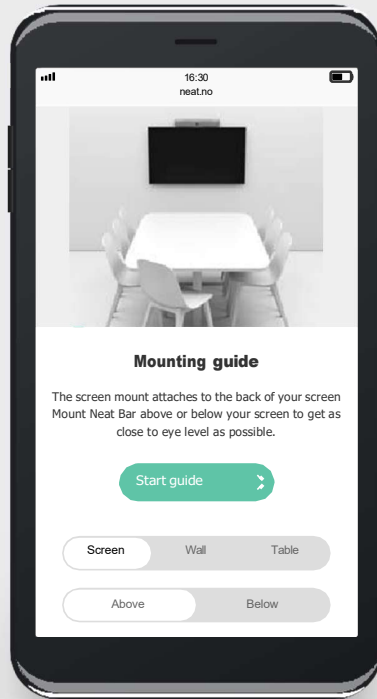 16:30
neat.no
Mounting guide
The screen mount attaches to the back of your screen
Mount Neat Bar above or below your screen to get as
close to eye level as possible.
Start guide
Screen Wall Table
Above Below